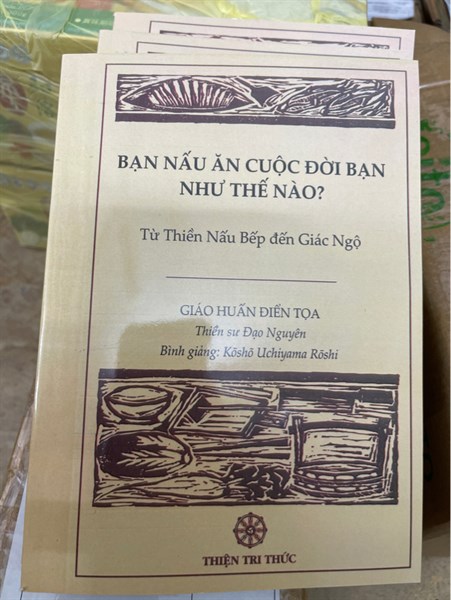 BẠN NẤU ĂN CUỘC ĐỜI BẠN
NHƯ THẾ NÀO?
Từ Thiền Nấu Bếp đến Giác Ngộ
GIÁO HUẤN ĐIỂN TỌA
Thiền sư Đạo Nguyên
Bình giảng: Kōshō Uchiyama Rōshi
THIỆN TRI THỨC